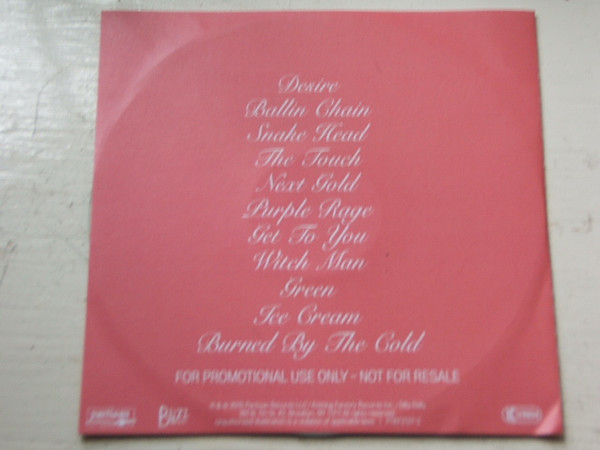 Desire
Ballin Chain
Snake Head
The Touch
Next Gold
Purple Rage
Get To You
Witch Man
Green
Ice Cream
Burned By The Cold
FOR PROMOTIONAL USE ONLY - NOT FOR RESALE
partisan